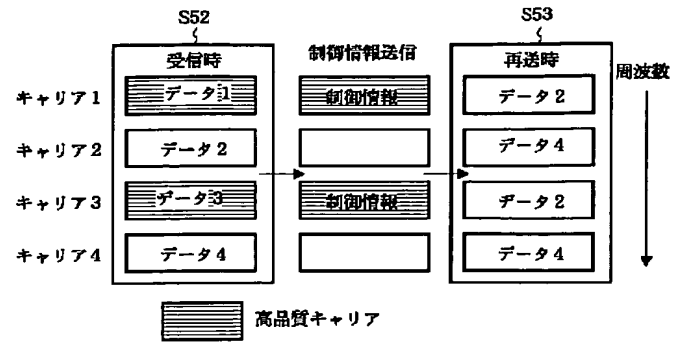 S52
S53
受信時
制御情報送信
再送時
周波数
キャリア1
データ1
制御情報
データ2
キャリア2
データ2
データ4
キャリア3
データ3
制御情報
データ2
キャリア4
データ4
データ4
高品質キャリア